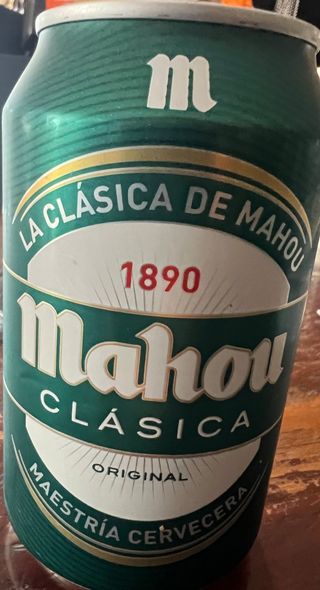 m
LA CLÁSICA DE MAHOU
1890
Mahou
CLÁSICA
ORIGINAL
MAESTRÍA CERVECERA